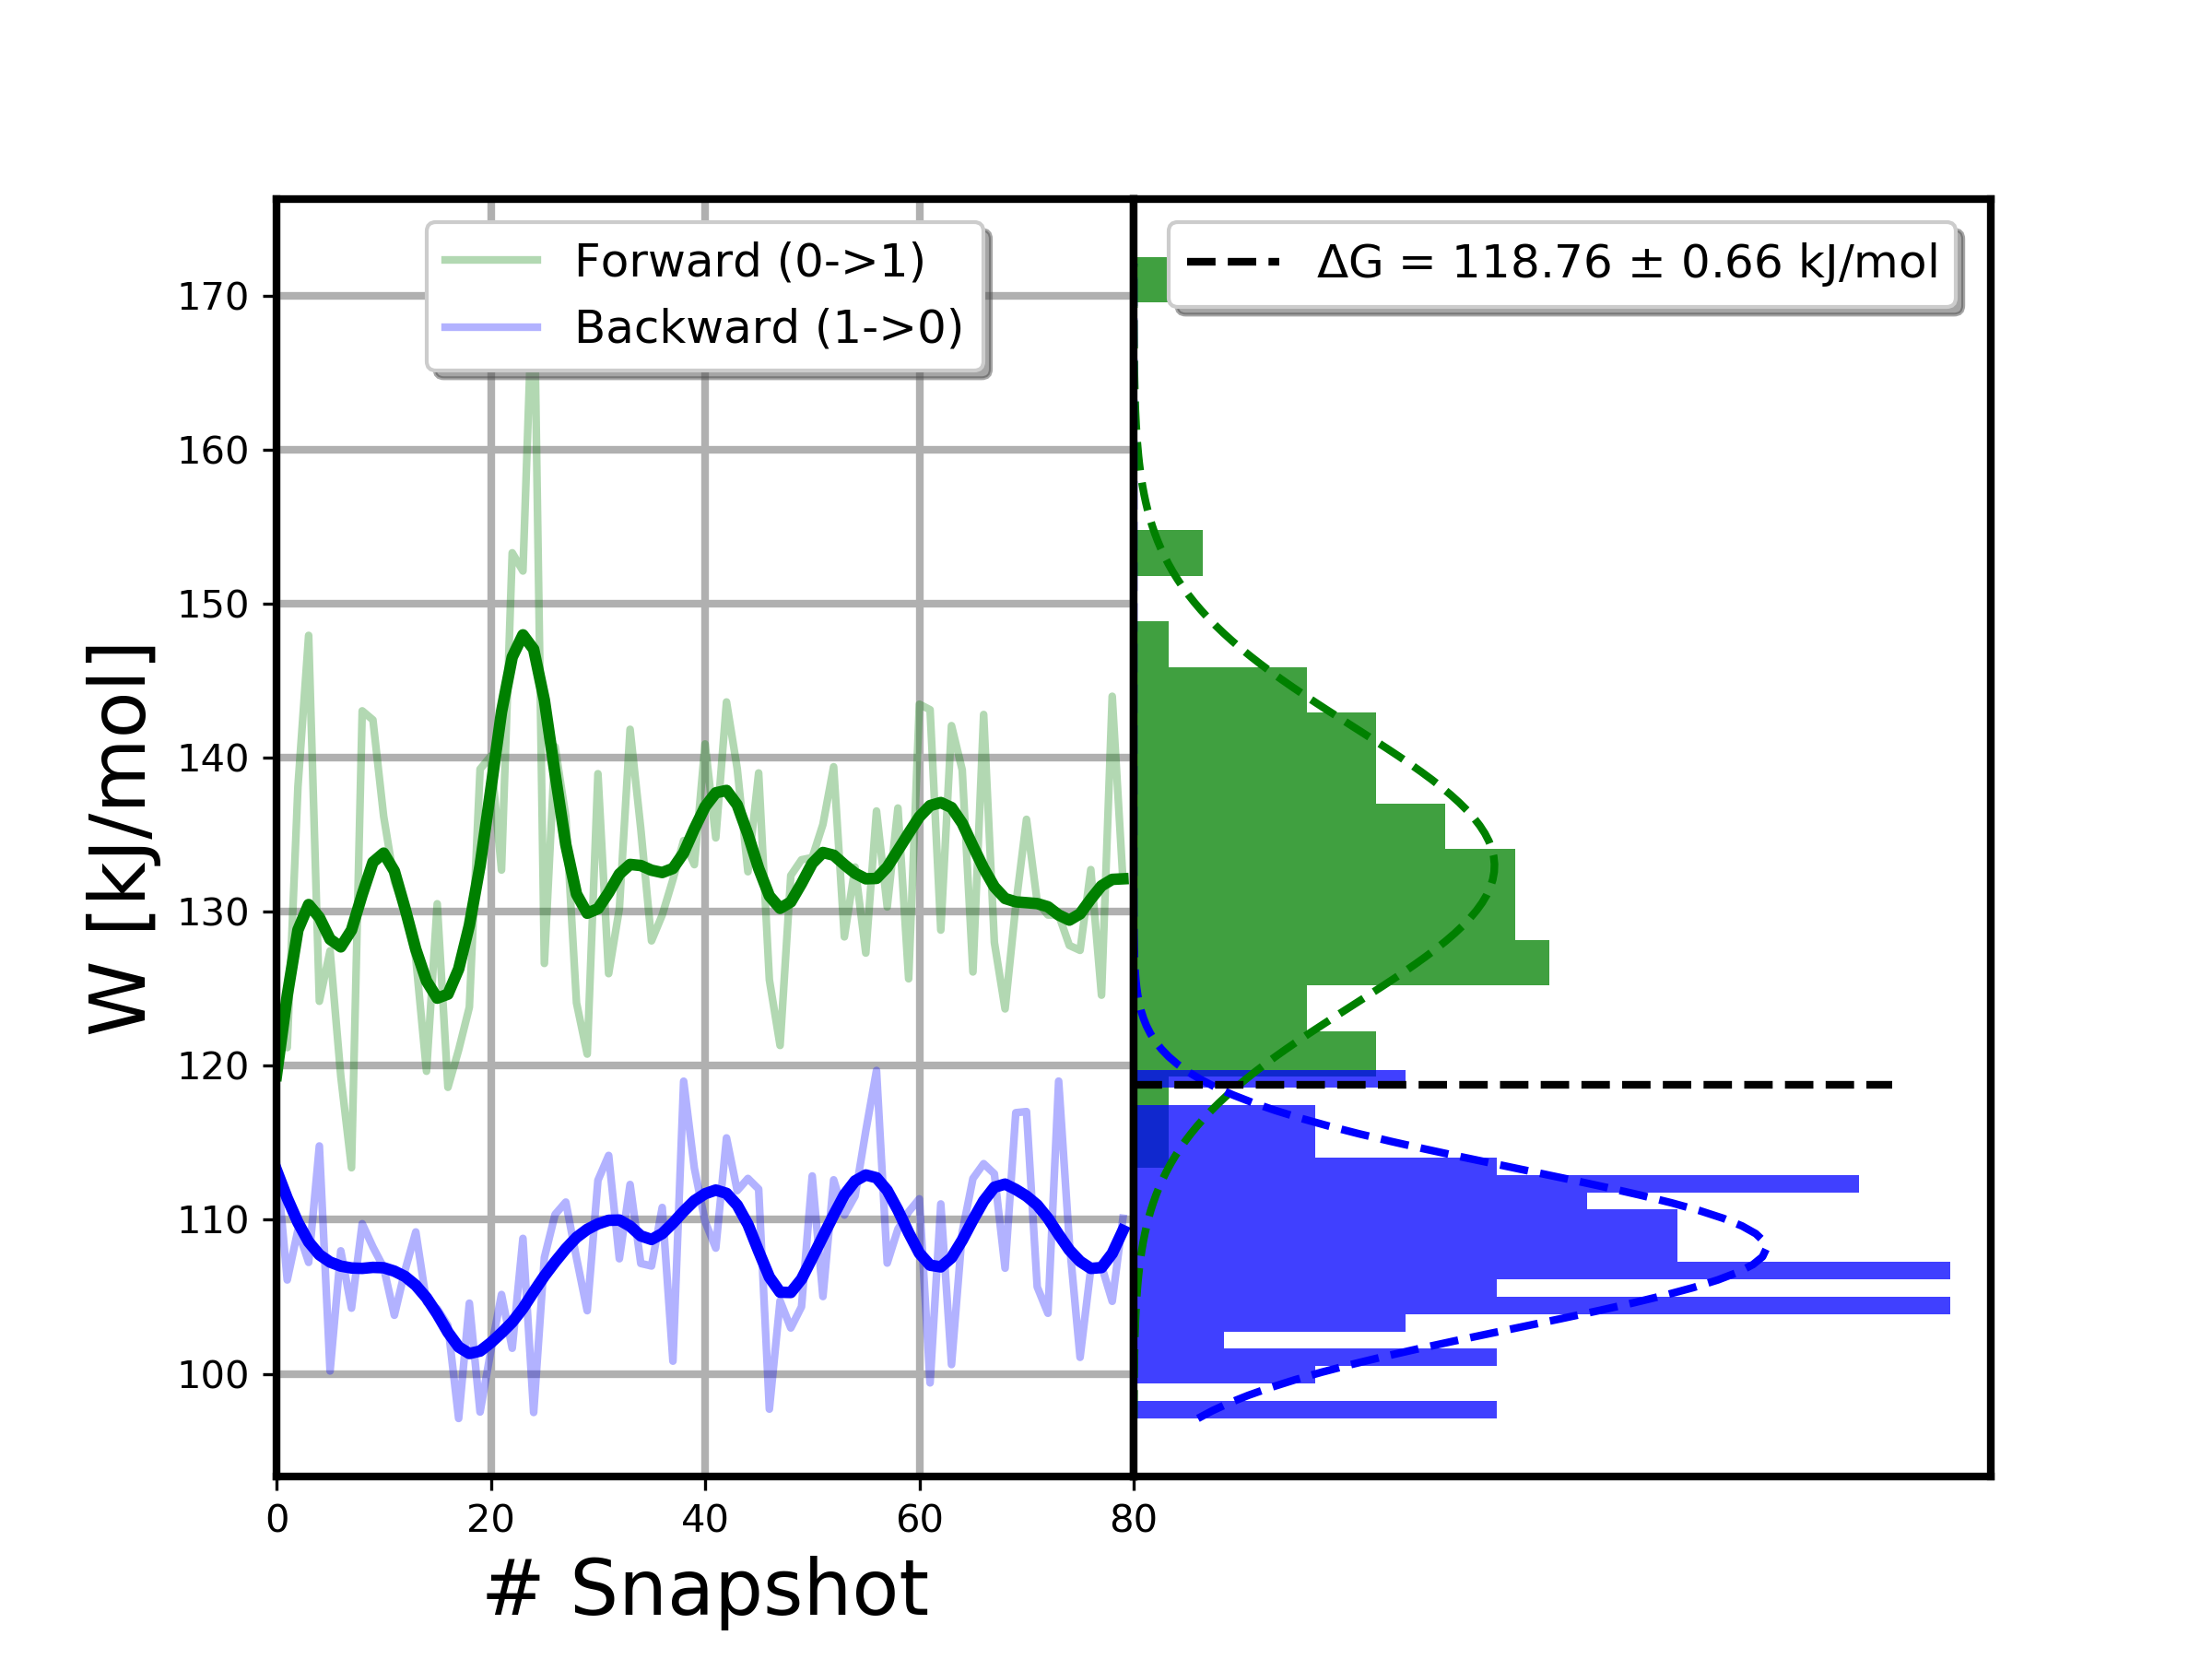 Forward (0->1)
Backward (1->0)
ΔG = 118.76 ± 0.66 kJ/mol
W [kJ/mol]
170
160
150
140
130
120
110
100
0
20
40
60
80
# Snapshot